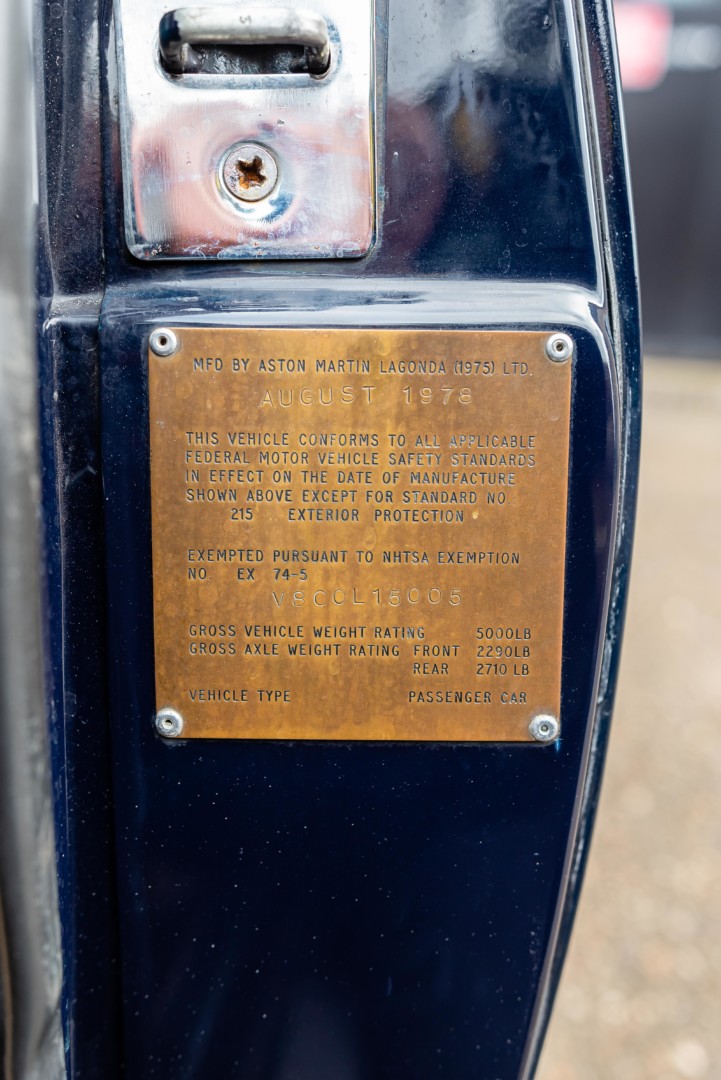 MFD BY ASTON MARTIN LAGONDA (1975) LTD.
AUGUST 1978
THIS VEHICLE CONFORMS TO ALL APPLICABLE
FEDERAL MOTOR VEHICLE SAFETY STANDARDS
IN EFFECT ON THE DATE OF MANUFACTURE
SHOWN ABOVE EXCEPT FOR STANDARD NO
215 EXTERIOR PROTECTION
EXEMPTED PURSUANT TO NHTSA EXEMPTION
NO EX 74-5
V8COL15005
GROSS VEHICLE WEIGHT RATING 5000LB
GROSS AXLE WEIGHT RATING FRONT 2290LB
REAR 2710 LB
VEHICLE TYPE PASSENGER CAR